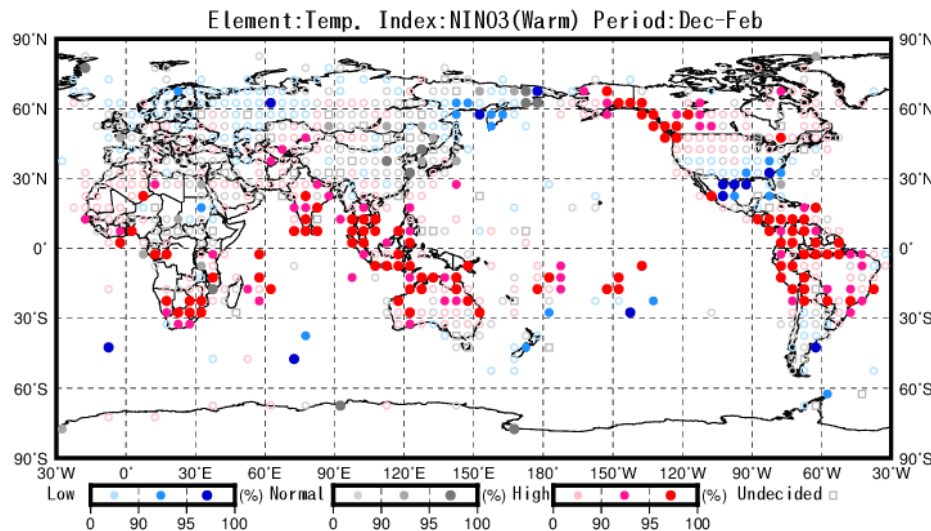 Element:Temp. Index:NINO3(Warm) Period:Dec-Feb
90˚N 90˚N
60˚N 60˚N
30˚N 30˚N
0˚ 0˚
30˚S 30˚S
60˚S 60˚S
90˚S 90˚S
30˚W 0˚ 30˚E 60˚E 90˚E 120˚E 150˚E 180˚ 150˚W 120˚W 90˚W 60˚W 30˚W
Low (%) Normal (%) High (%) Undecided
0 90 95 100 0 90 95 100 0 90 95 100